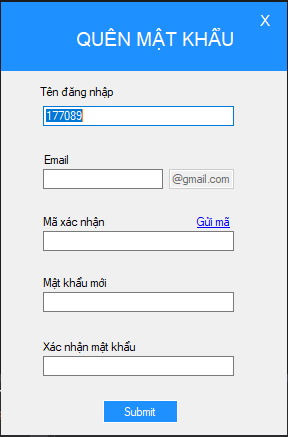 X
QUÊN MẬT KHẨU
Tên đăng nhập
177089
Email
@gmail.com
Mã xác nhận Gửi mã
Mật khẩu mới
Xác nhận mật khẩu
Submit